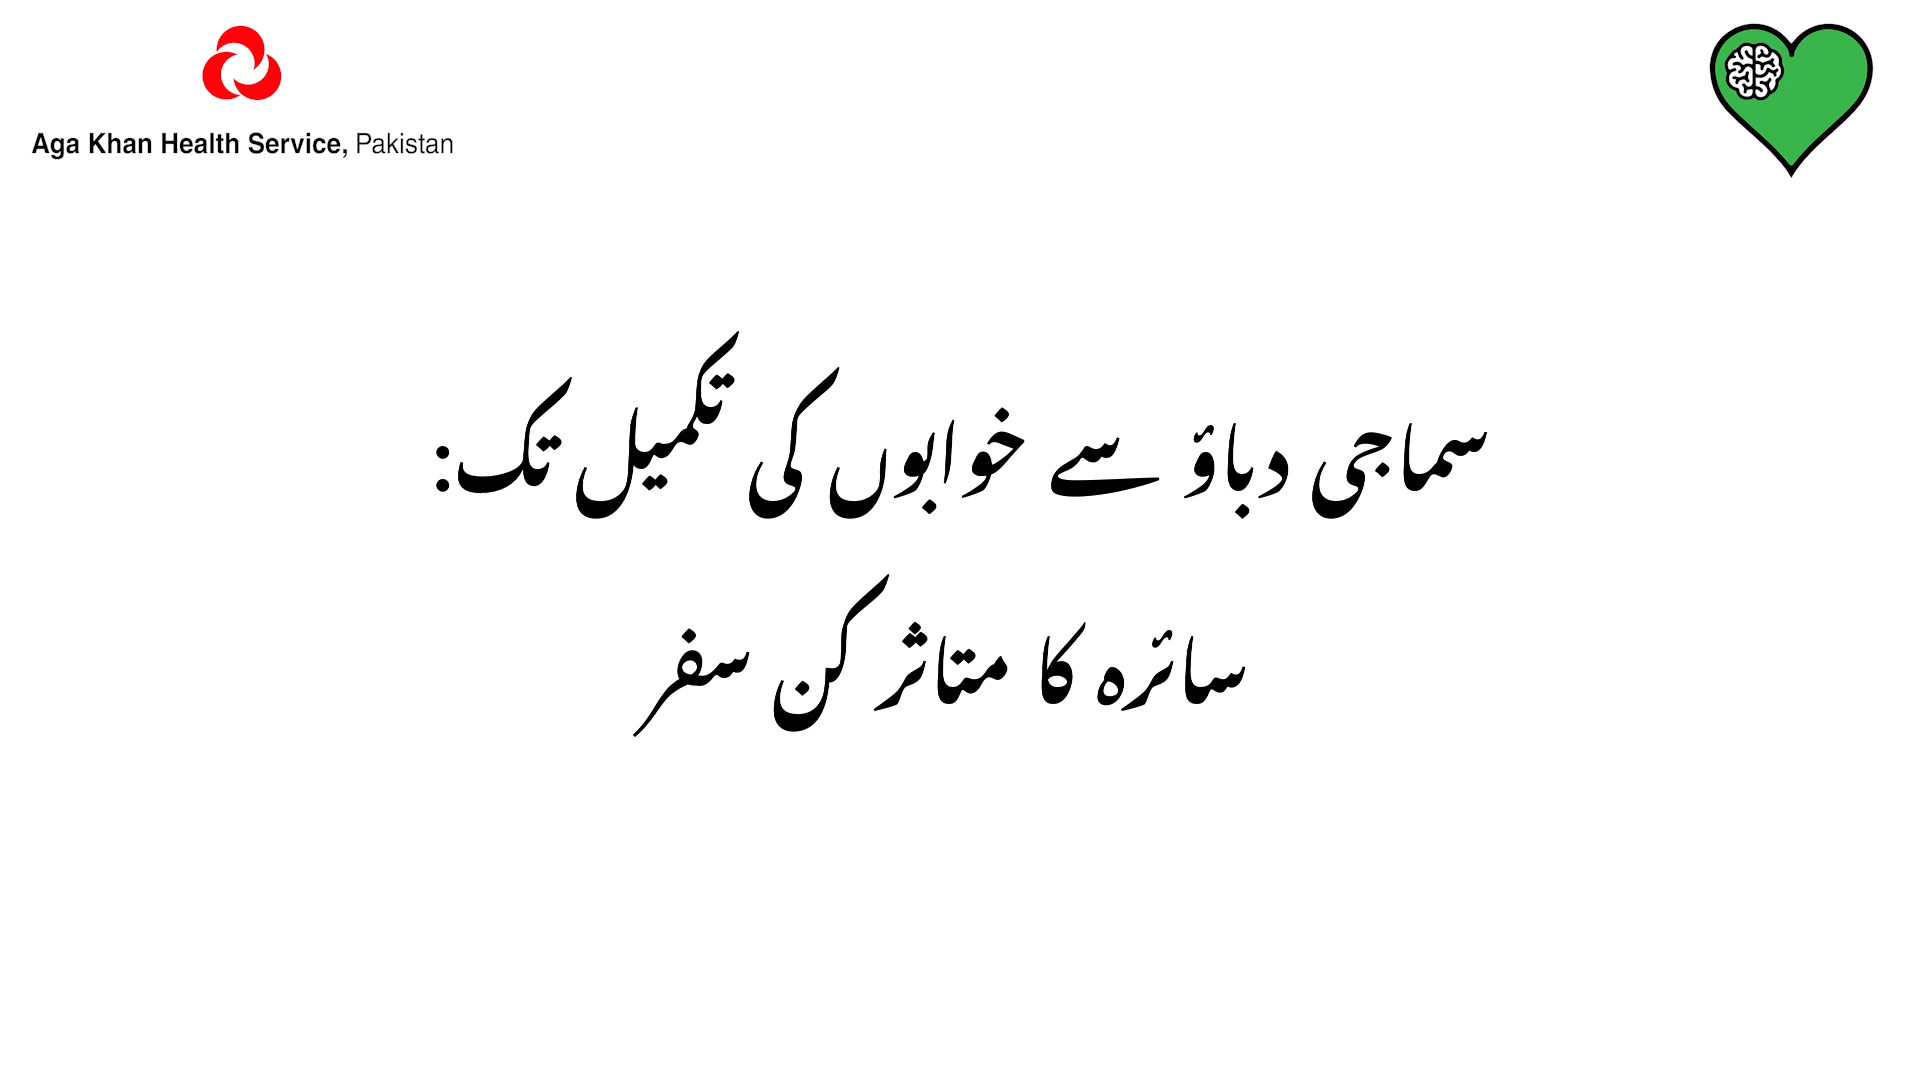 Aga Khan Health Service, Pakistan
سماجی دباؤ سے خوابوں کی تکمیل تک:
سائرہ کا متاثر کن سفر